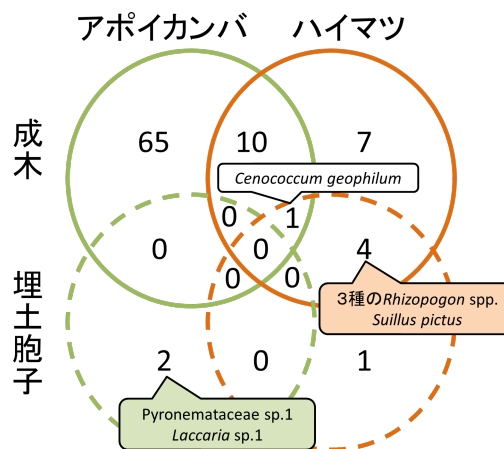 アポイカンバ ハイマツ
成木
65 10 7
Cenococcum geophilum
0 1
0 0 4
0 0
埋土胞子
3種のRhizopogon spp.
Suillus pictus
2 0 1
Pyronemataceae sp.1
Laccaria sp.1